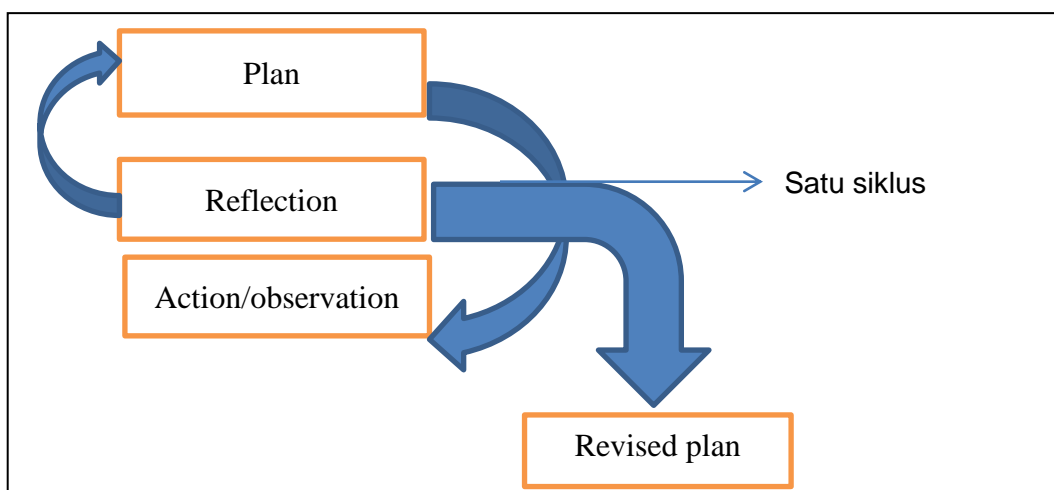 Plan
Reflection
Satu siklus
Action/observation
Revised plan